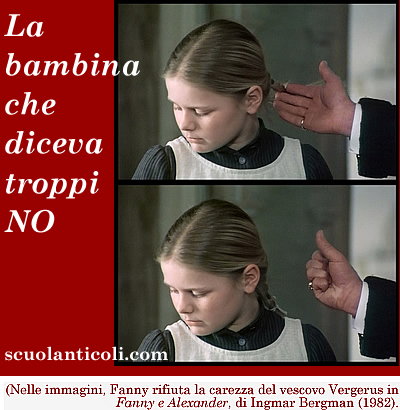 La
bambina
che
diceva
troppi
NO
scuolanticoli.com
(Nelle immagini, Fanny rifiuta la carezza del vescovo Vergerus in
Fanny e Alexander, di Ingmar Bergman (1982).